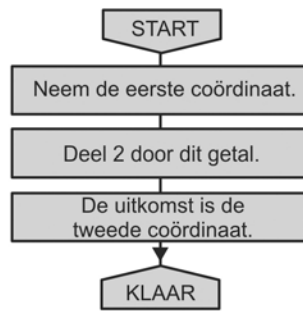 START
Neem de eerste coördinaat.
Deel 2 door dit getal.
De uitkomst is de
tweede coördinaat.
KLAAR